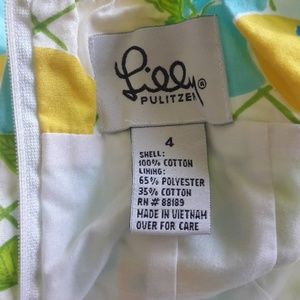 Lilly®
PULITZER
4
SHELL:
100% COTTON
LINING:
65% POLYESTER
35% COTTON
RN # 88189
MADE IN VIETNAM
OVER FOR CARE